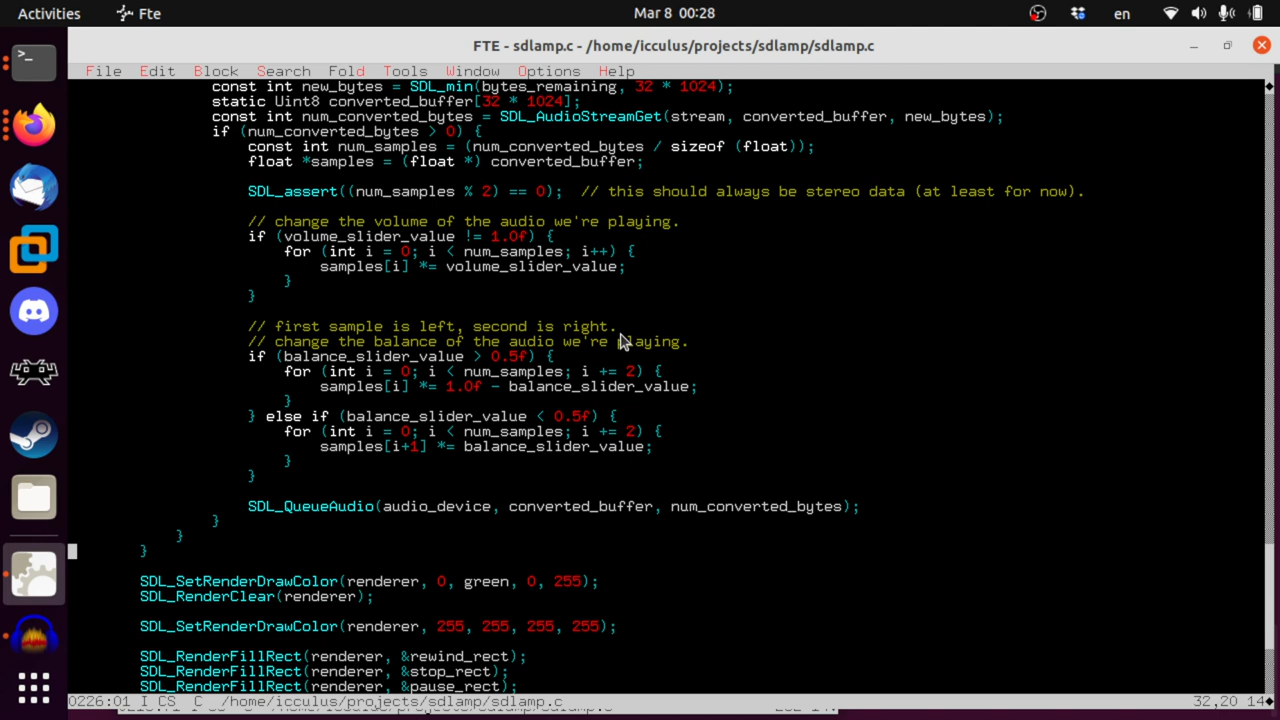 Activities
Fte
Mar 8 00:28
en
FTE - sdlamp.c - /home/icculus/projects/sdlamp/sdlamp.c
File Edit Block Search Fold Tools Window Options Help
const int new_bytes = SDL_min(bytes_remaining, 32 * 1024);
static Uint8 converted_buffer[32 * 1024];
const int num_converted_bytes = SDL_AudioStreamGet(stream, converted_buffer, new_bytes);
if (num_converted_bytes > 0) {
const int num_samples = (num_converted_bytes / sizeof (float));
float *samples = (float *) converted_buffer;
SDL_assert((num_samples % 2) == 0);  // this should always be stereo data (at least for now).
// change the volume of the audio we're playing.
if (volume_slider_value != 1.0f) {
for (int i = 0; i < num_samples; i++) {
samples[i] *= volume_slider_value;
}
}
// first sample is left, second is right.
// change the balance of the audio we're playing.
if (balance_slider_value > 0.5f) {
for (int i = 0; i < num_samples; i += 2) {
samples[i] *= 1.0f - balance_slider_value;
}
} else if (balance_slider_value < 0.5f) {
for (int i = 0; i < num_samples; i += 2) {
samples[i+1] *= balance_slider_value;
}
}
SDL_QueueAudio(audio_device, converted_buffer, num_converted_bytes);
}
}
}
SDL_SetRenderDrawColor(renderer, 0, green, 0, 255);
SDL_RenderClear(renderer);
SDL_SetRenderDrawColor(renderer, 255, 255, 255, 255);
SDL_RenderFillRect(renderer, &rewind_rect);
SDL_RenderFillRect(renderer, &stop_rect);
SDL_RenderFillRect(renderer, &pause_rect);
0226:01 I CS  C  /home/icculus/projects/sdlamp/sdlamp.c
32,20 14